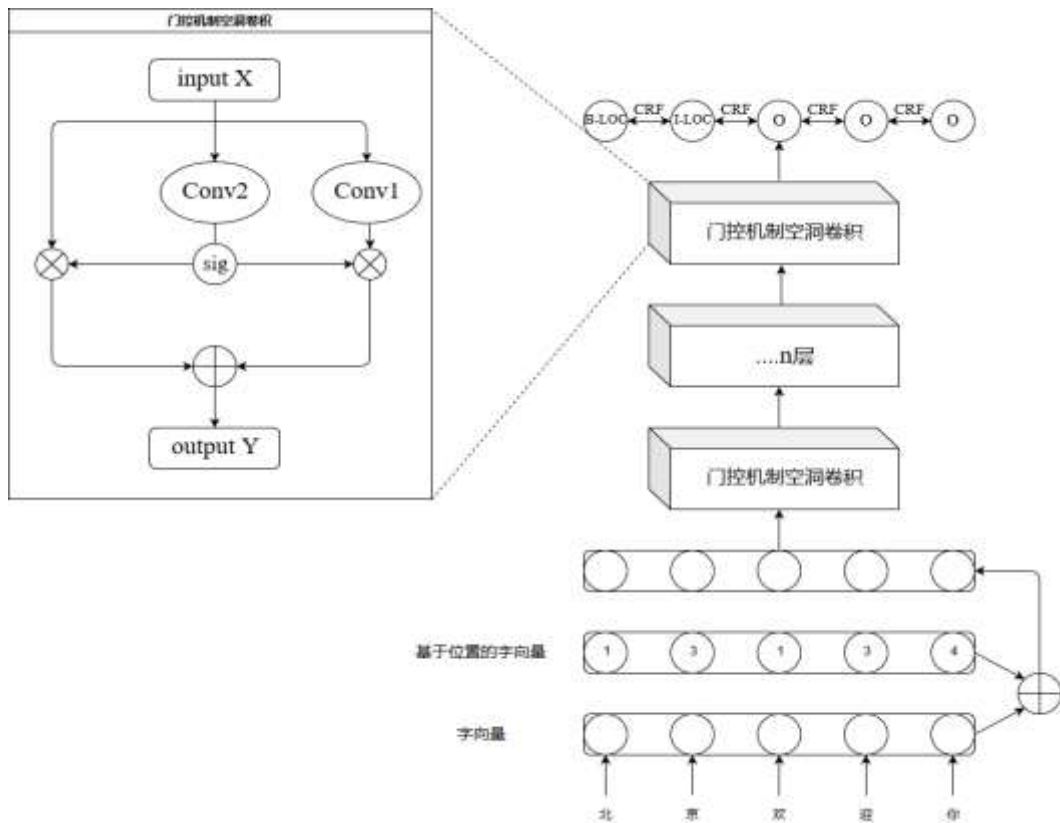 门控机制空洞卷积
input X
Conv2
Conv1
sig
output Y
B-LOC CRF I-LOC CRF O CRF O CRF O
门控机制空洞卷积
....n层
门控机制空洞卷积
基于位置的字向量 1 3 1 3 4
字向量
北 京 欢 迎 你